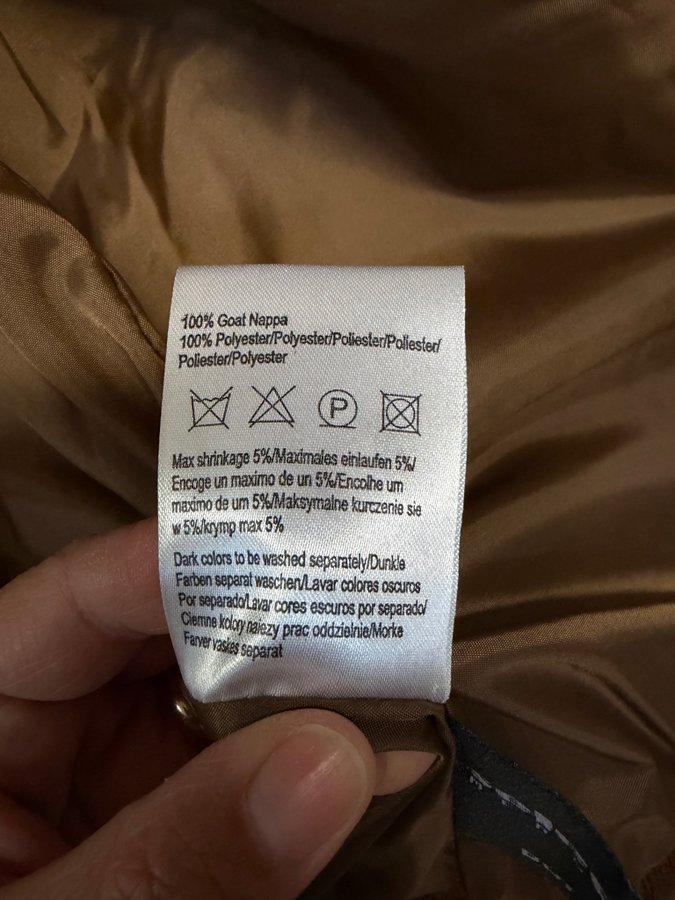 100% Goat Nappa
100% Polyester/Polyester/Poliester/Poliester/
Poliester/Polyester
P
Max shrinkage 5%/Maximales einlaufen 5%/
Encoge un maximo de un 5%/Encolhe um
maximo de um 5%/Maksymalne kurczenie sie
w 5%/krymp max 5%
Dark colors to be washed separately/Dunkle
Farben separat waschen/Lavar colores oscuros
Por separado/Lavar cores escuros por separado/
Ciemne kolory nalezy prac oddzielnie/Morke
Farver vaskes separat